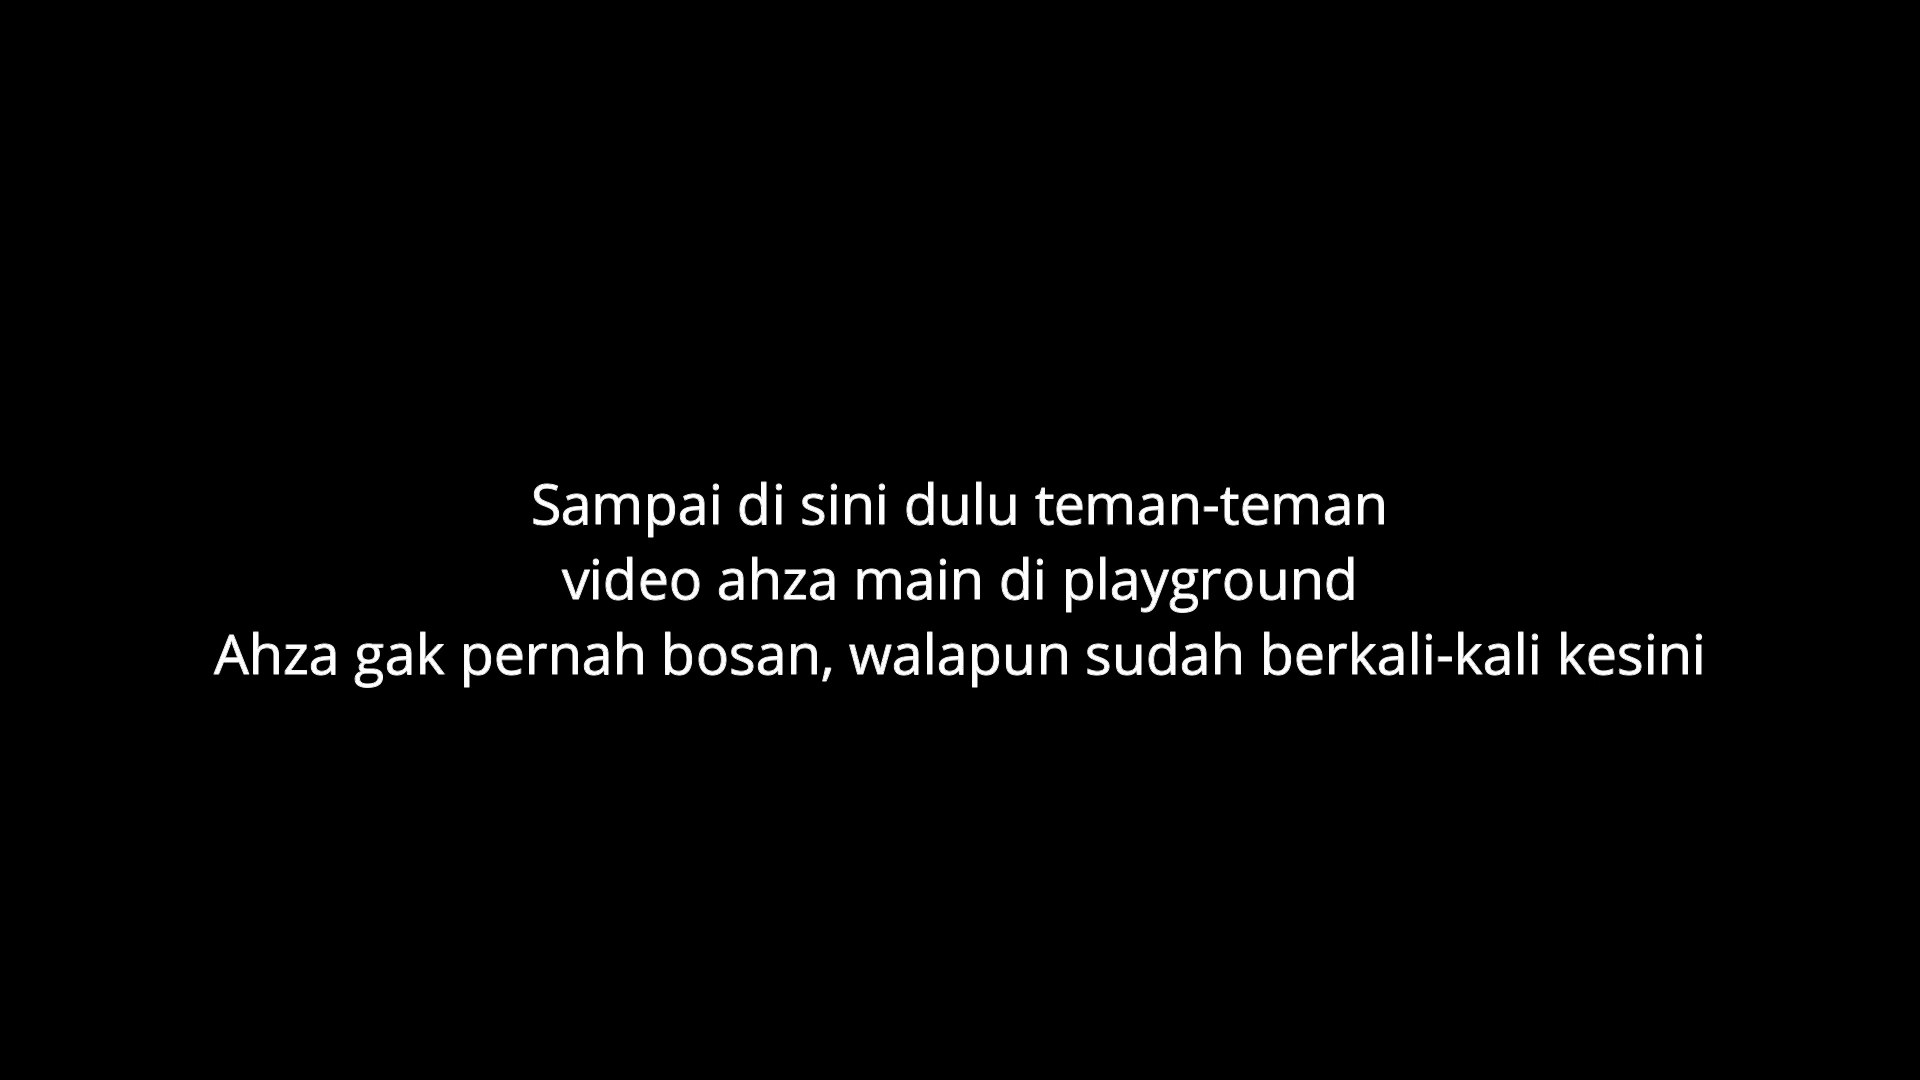 Sampai di sini dulu teman-teman
video ahza main di playground
Ahza gak pernah bosan, walapun sudah berkali-kali kesini